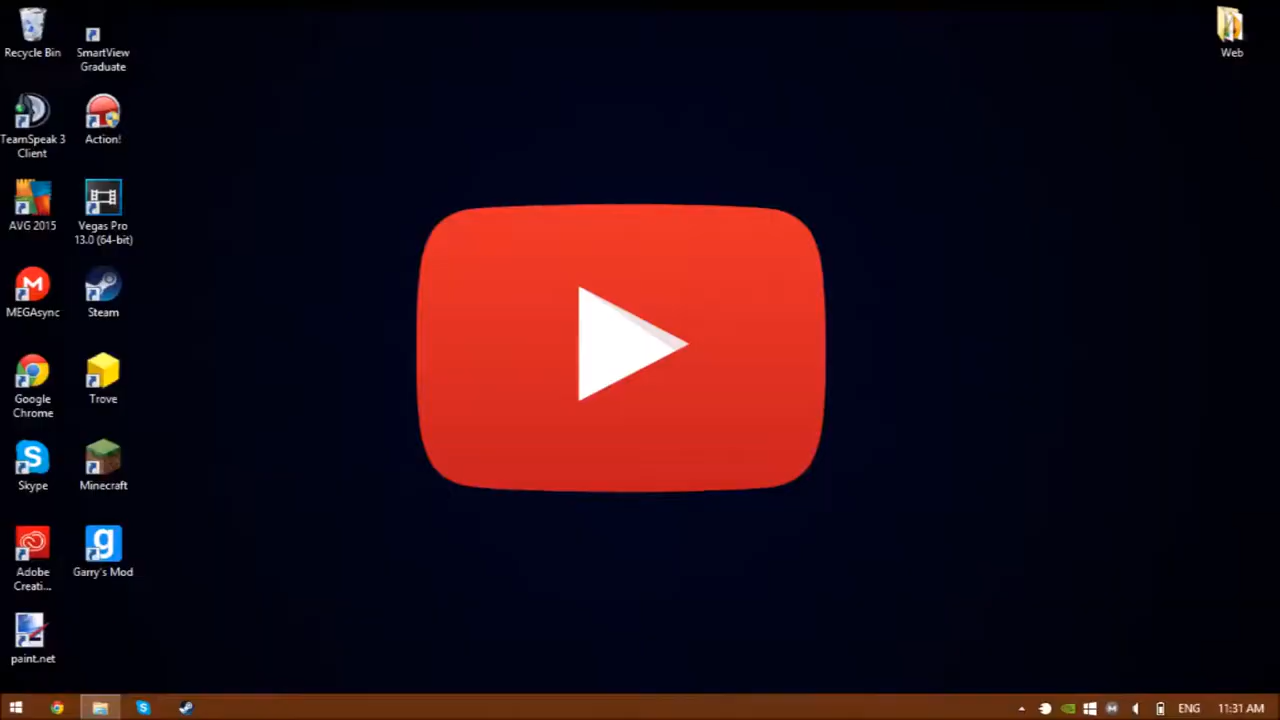 Recycle Bin
SmartView
Graduate
Web
TeamSpeak 3
Client
Action!
AVG 2015
Vegas Pro
13.0 (64-bit)
M
MEGAsync
Steam
Google
Chrome
Trove
S
Skype
Minecraft
Adobe
Creati...
g
Garry's Mod
paint.net
S
M
ENG
11:31 AM